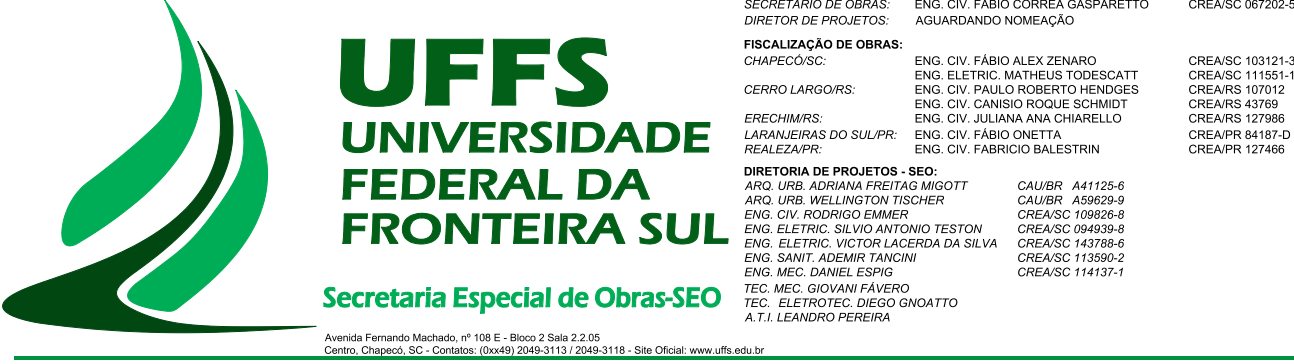 UFFS
UNIVERSIDADE
FEDERAL DA
FRONTEIRA SUL
Secretaria Especial de Obras-SEO
Avenida Fernando Machado, nº 108 E - Bloco 2 Sala 2.2.05
Centro, Chapecó, SC - Contatos: (0xx49) 2049-3113 / 2049-3118 - Site Oficial: www.uffs.edu.br
SECRETÁRIO DE OBRAS: ENG. CIV. FÁBIO CORREA GASPARETTO CREA/SC 067202-5
DIRETOR DE PROJETOS: AGUARDANDO NOMEAÇÃO
FISCALIZAÇÃO DE OBRAS:
CHAPECÓ/SC: ENG. CIV. FÁBIO ALEX ZENARO CREA/SC 103121-3
ENG. ELETRIC. MATHEUS TODESCATT CREA/SC 111551-1
CERRO LARGO/RS: ENG. CIV. PAULO ROBERTO HENDGES CREA/RS 107012
ENG. CIV. CANISIO ROQUE SCHMIDT CREA/RS 43769
ERECHIM/RS: ENG. CIV. JULIANA ANA CHIARELLO CREA/RS 127986
LARANJEIRAS DO SUL/PR: ENG. CIV. FÁBIO ONETTA CREA/PR 84187-D
REALEZA/PR: ENG. CIV. FABRICIO BALESTRIN CREA/PR 127466
DIRETORIA DE PROJETOS - SEO:
ARQ. URB. ADRIANA FREITAG MIGOTT CAU/BR A41125-6
ARQ. URB. WELLINGTON TISCHER CAU/BR A59629-9
ENG. CIV. RODRIGO EMMER CREA/SC 109826-8
ENG. ELETRIC. SILVIO ANTONIO TESTON CREA/SC 094939-8
ENG. ELETRIC. VICTOR LACERDA DA SILVA CREA/SC 143788-6
ENG. SANIT. ADEMIR TANCINI CREA/SC 113590-2
ENG. MEC. DANIEL ESPIG CREA/SC 114137-1
TEC. MEC. GIOVANI FÁVERO
TEC. ELETROTEC. DIEGO GNOATTO
A.T.I. LEANDRO PEREIRA